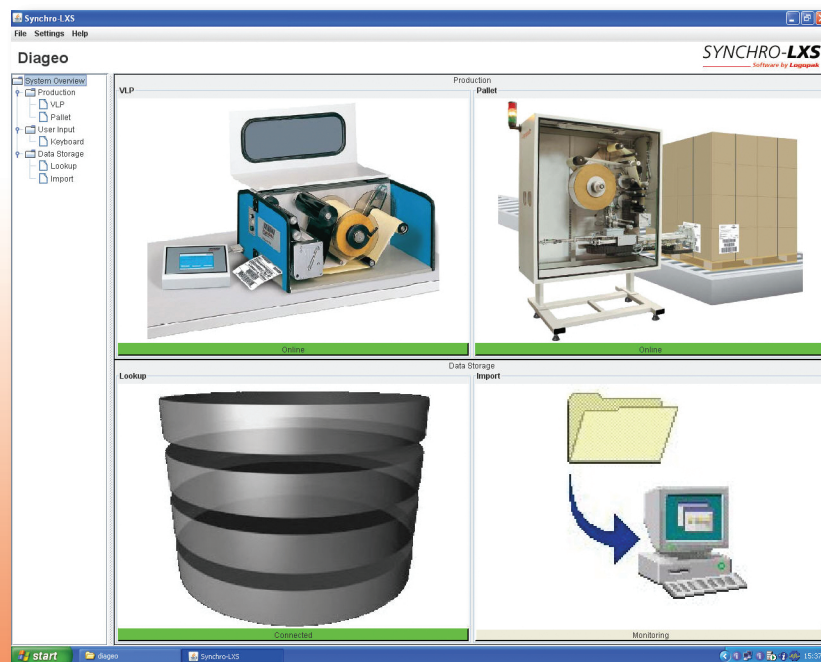 Synchro-LXS
File Settings Help
Diageo
SYNCHRO-LXS
Software by Logopak
System Overview
Production
VLP
Pallet
User Input
Keyboard
Data Storage
Lookup
Import
Production
VLP
Pallet
Online
Online
Data Storage
Lookup
Import
Connected
Monitoring
start
diageo
Synchro-LXS
15:37